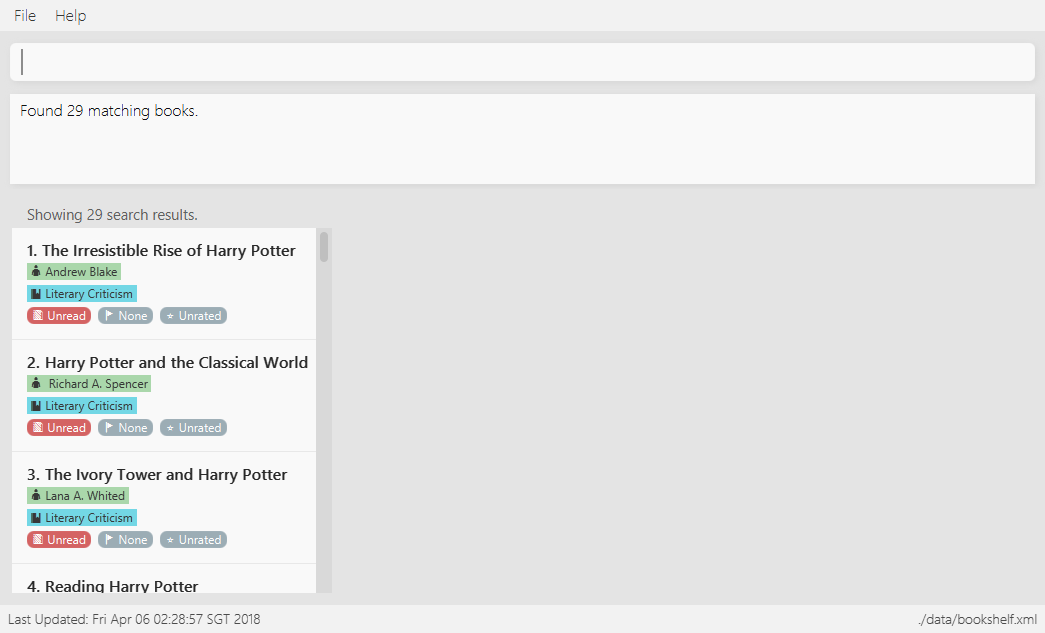 File Help
Found 29 matching books.
Showing 29 search results.
1. The Irresistible Rise of Harry Potter
Andrew Blake
Literary Criticism
Unread None Unrated
2. Harry Potter and the Classical World
Richard A. Spencer
Literary Criticism
Unread None Unrated
3. The Ivory Tower and Harry Potter
Lana A. Whited
Literary Criticism
Unread None Unrated
4. Reading Harry Potter
Last Updated: Fri Apr 06 02:28:57 SGT 2018 ./data/bookshelf.xml